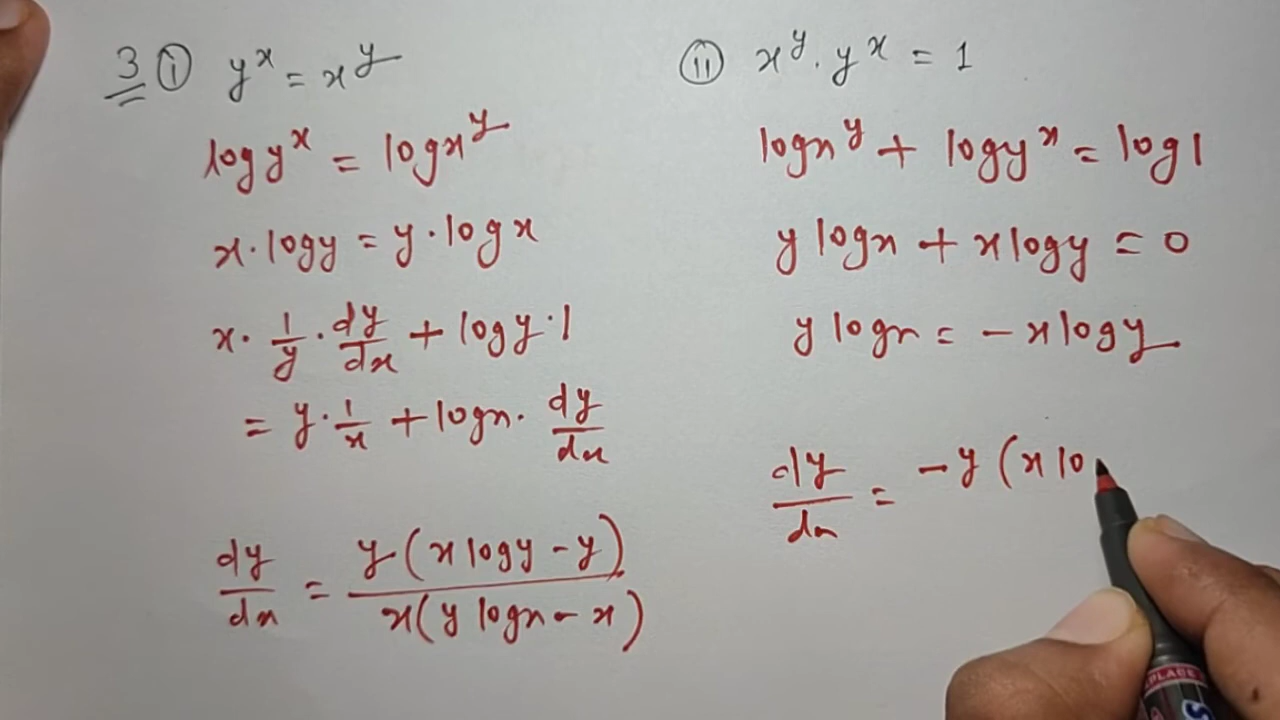 3 (i) y^x = x^y
log y^x = log x^y
x · log y = y · log x
x · 1/y · dy/dx + log y · 1
= y · 1/x + log x · dy/dx
dy/dx = y (x log y - y) / x (y log x - x)
(ii) x^y . y^x = 1
log x^y + log y^x = log 1
y log x + x log y = 0
y log x = - x log y
dy/dx = - y (x lo
PLACE